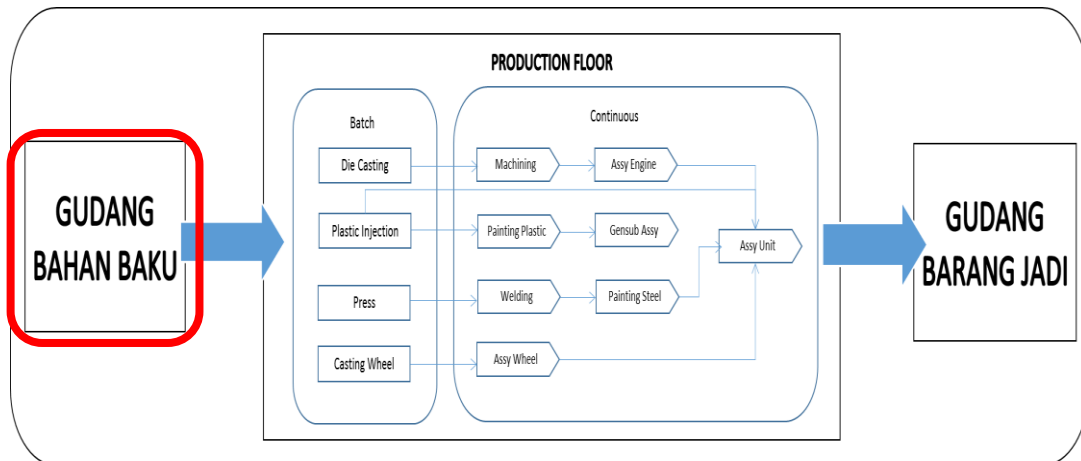 PRODUCTION FLOOR
Batch
Continuous
Die Casting
Machining
Assy Engine
Plastic Injection
Painting Plastic
Gensub Assy
Assy Unit
Press
Welding
Painting Steel
Casting Wheel
Assy Wheel
GUDANG
BAHAN BAKU
GUDANG
BARANG JADI